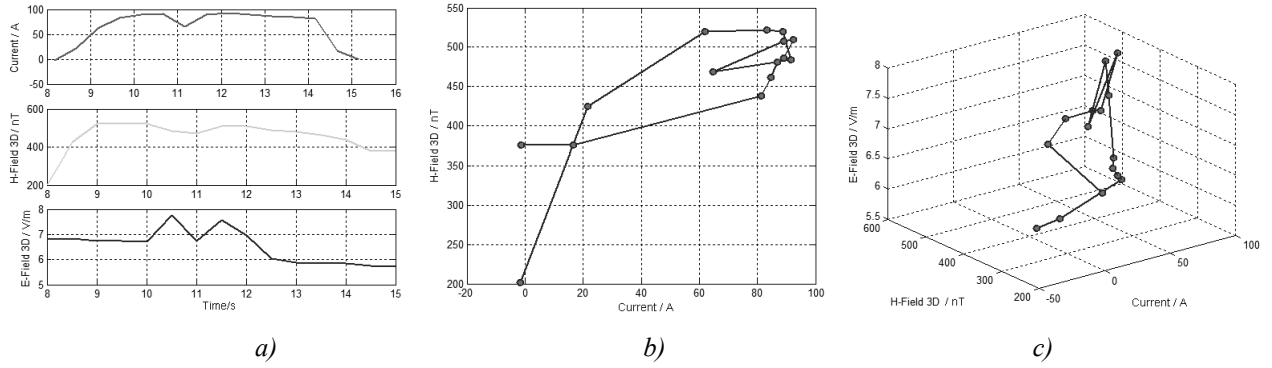 100
50
0
-50
Current / A
8 9 10 11 12 13 14 15 16
600
400
200
H-Field 3D / nT
8 9 10 11 12 13 14 15
8
7
6
5
E-Field 3D / V/m
8 9 10 11 12 13 14 15
Time/s
a)
550
500
450
400
350
300
250
200
H-Field 3D / nT
-20 0 20 40 60 80 100
Current / A
b)
8
7.5
7
6.5
6
5.5
E-Field 3D / V/m
600
500
400
300
200
H-Field 3D / nT
-50
0
50
100
Current / A
c)